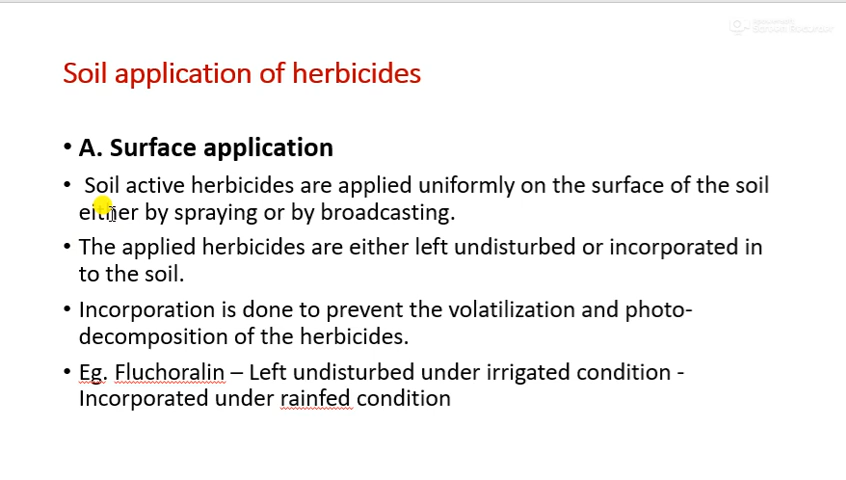 Soil application of herbicides
• A. Surface application
• Soil active herbicides are applied uniformly on the surface of the soil
either by spraying or by broadcasting.
• The applied herbicides are either left undisturbed or incorporated in
to the soil.
• Incorporation is done to prevent the volatilization and photo-
decomposition of the herbicides.
• Eg. Fluchoralin – Left undisturbed under irrigated condition -
Incorporated under rainfed condition